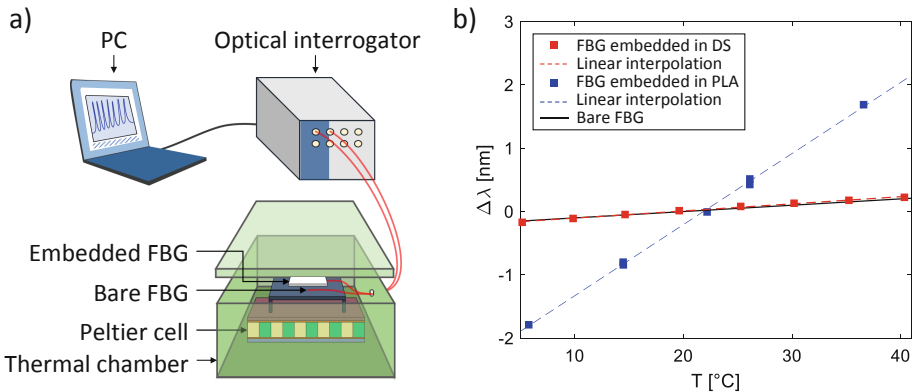 a)
PC
Optical interrogator
Embedded FBG
Bare FBG
Peltier cell
Thermal chamber
b)
FBG embedded in DS
Linear interpolation
FBG embedded in PLA
Linear interpolation
Bare FBG
Δλ [nm]
3
2
1
0
-1
-2
10 20 30 40
T [°C]